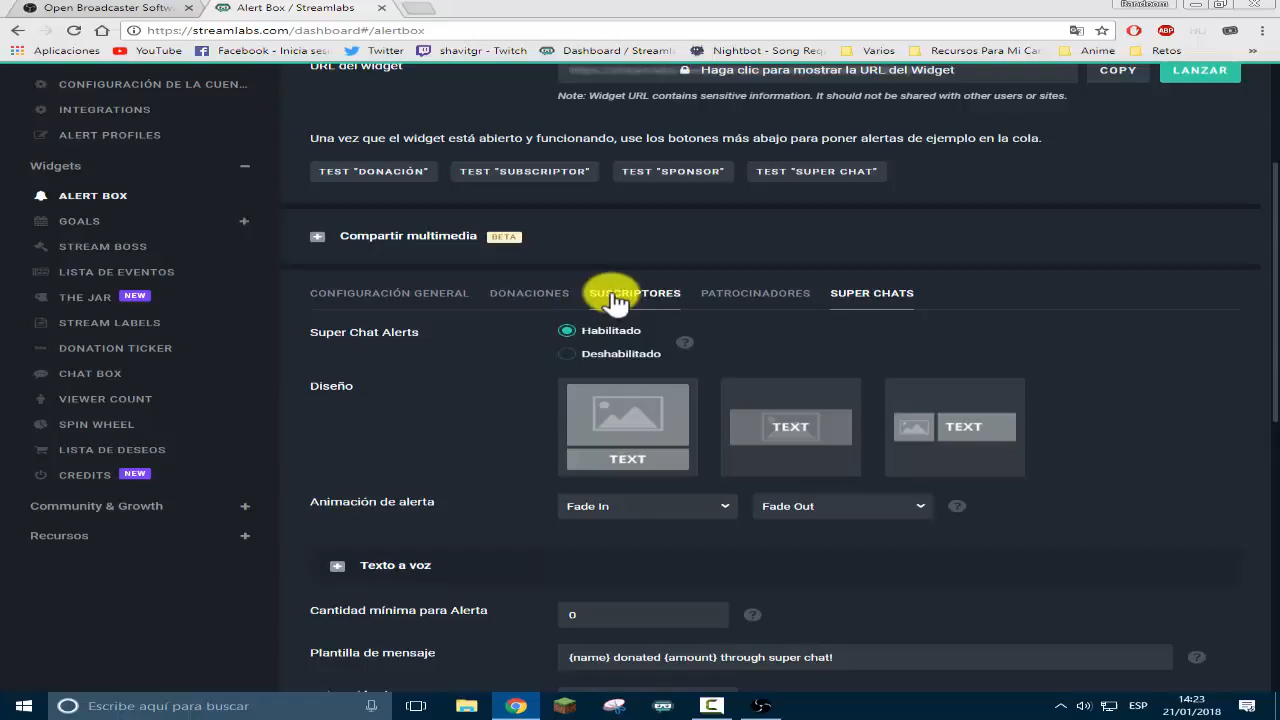 Open Broadcaster Softw
Alert Box / Streamlabs
Bandoom
https://streamlabs.com/dashboard#/alertbox
Aplicaciones
YouTube
Facebook - Inicia ses
Twitter
shavitgr - Twitch
Dashboard / Streaml
Nightbot - Song Re
Varios
Recursos Para Mi Can
Anime
Retos
»
CONFIGURACIÓN DE LA CUEN...
INTEGRATIONS
ALERT PROFILES
Widgets
ALERT BOX
GOALS
STREAM BOSS
LISTA DE EVENTOS
THE JAR NEW
STREAM LABELS
DONATION TICKER
CHAT BOX
VIEWER COUNT
SPIN WHEEL
LISTA DE DESEOS
CREDITS NEW
Community & Growth
Recursos
URL del widget
Haga clic para mostrar la URL del Widget
COPY
LANZAR
Note: Widget URL contains sensitive information. It should not be shared with other users or sites.
Una vez que el widget está abierto y funcionando, use los botones más abajo para poner alertas de ejemplo en la cola.
TEST "DONACIÓN"
TEST "SUBSCRIPTOR"
TEST "SPONSOR"
TEST "SUPER CHAT"
Compartir multimedia BETA
CONFIGURACIÓN GENERAL
DONACIONES
SUSCRIPTORES
PATROCINADORES
SUPER CHATS
Super Chat Alerts
Habilitado
Deshabilitado
Diseño
TEXT
TEXT
TEXT
Animación de alerta
Fade In
Fade Out
Texto a voz
Cantidad mínima para Alerta
0
Plantilla de mensaje
{name} donated {amount} through super chat!
Escribe aquí para buscar
ESP
14:23
21/01/2018